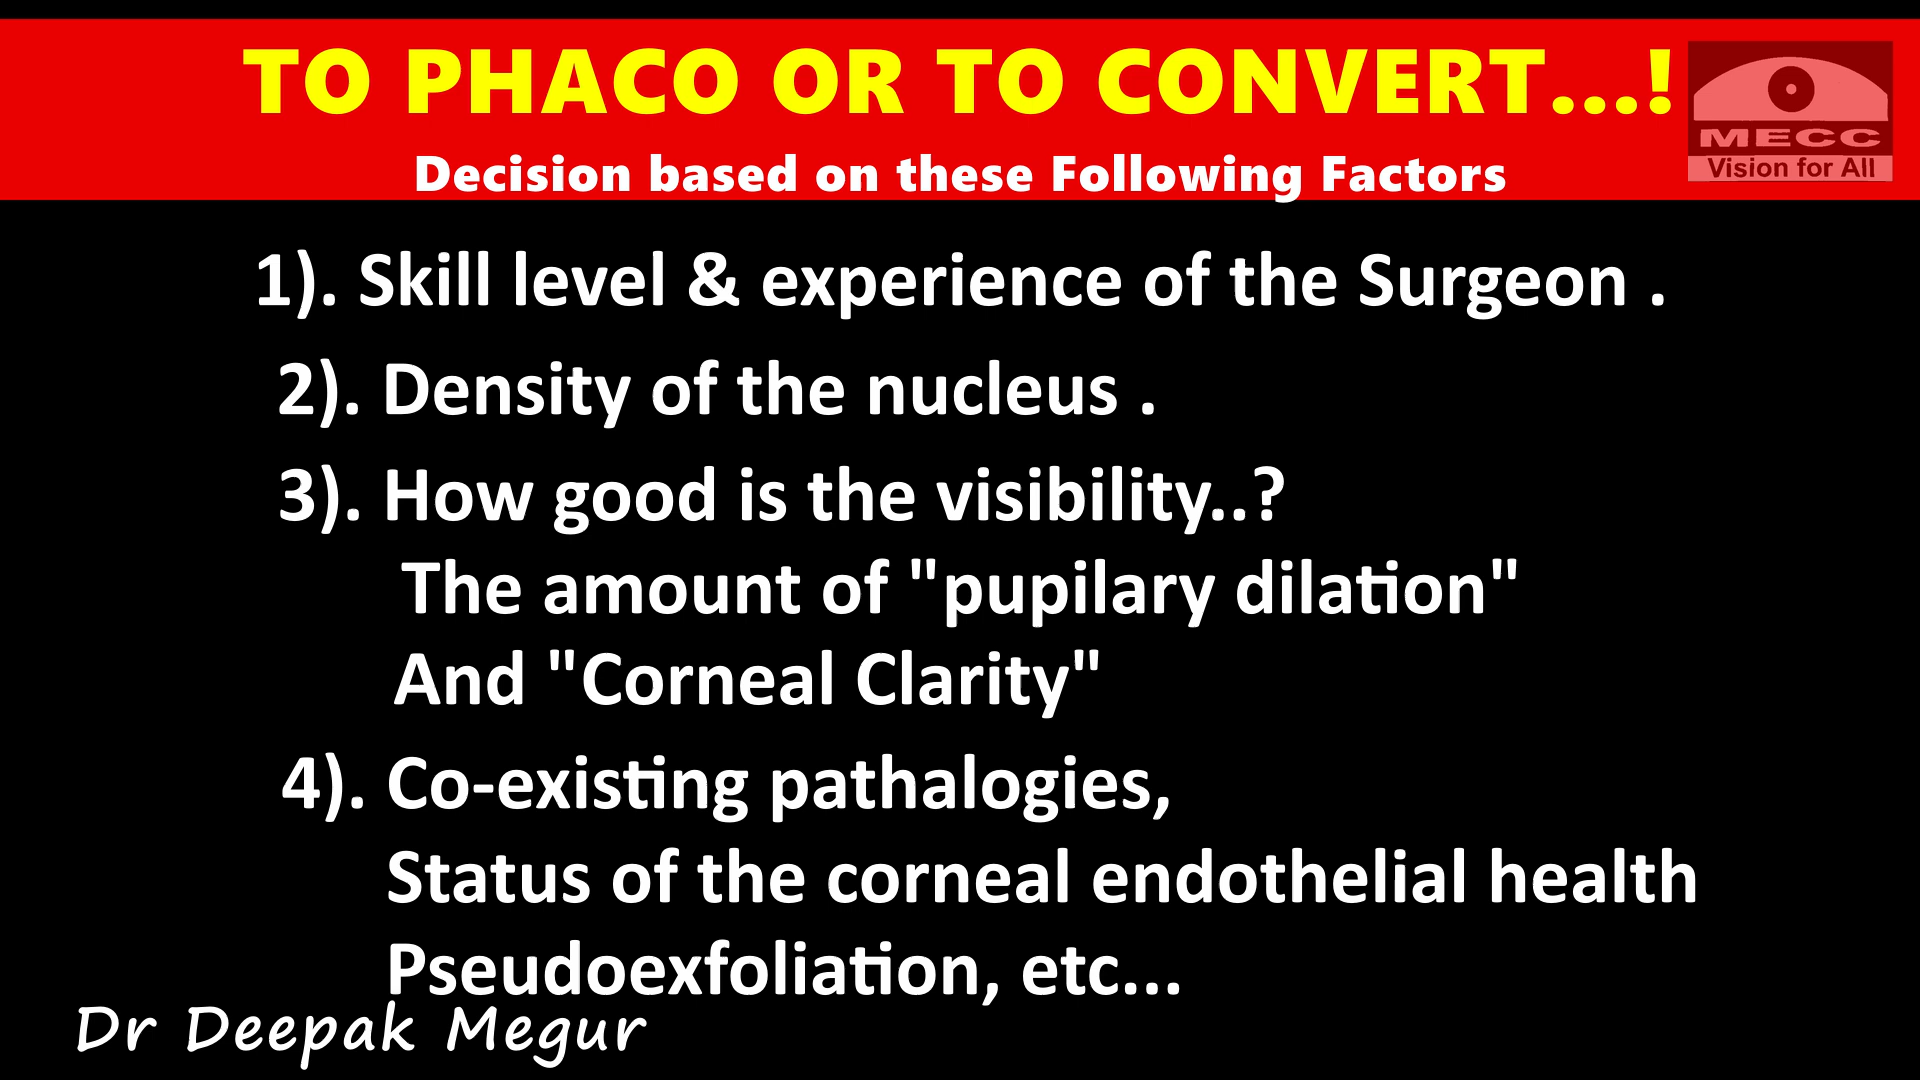 TO PHACO OR TO CONVERT...!
Decision based on these Following Factors
MECC
Vision for All
1). Skill level & experience of the Surgeon .
2). Density of the nucleus .
3). How good is the visibility..?
The amount of "pupilary dilation"
And "Corneal Clarity"
4). Co-existing pathalogies,
Status of the corneal endothelial health
Pseudoexfoliation, etc...
Dr Deepak Megur